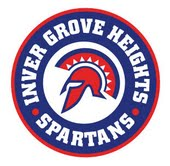 INVER GROVE HEIGHTS
• SPARTANS •